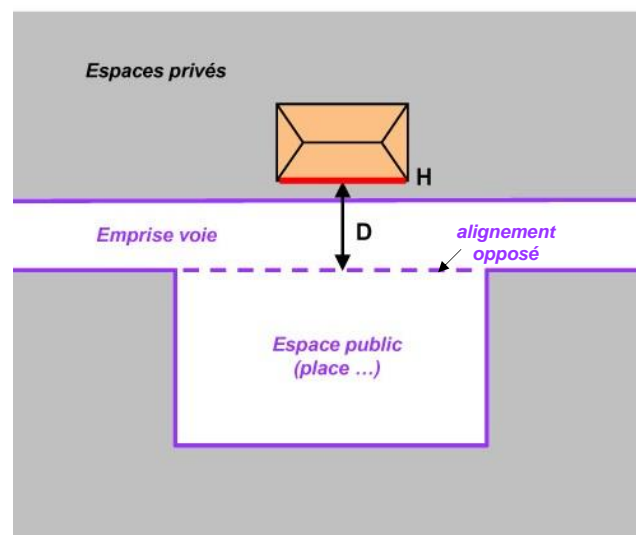 Espaces privés
H
Emprise voie
D
alignement
opposé
Espace public
(place ...)